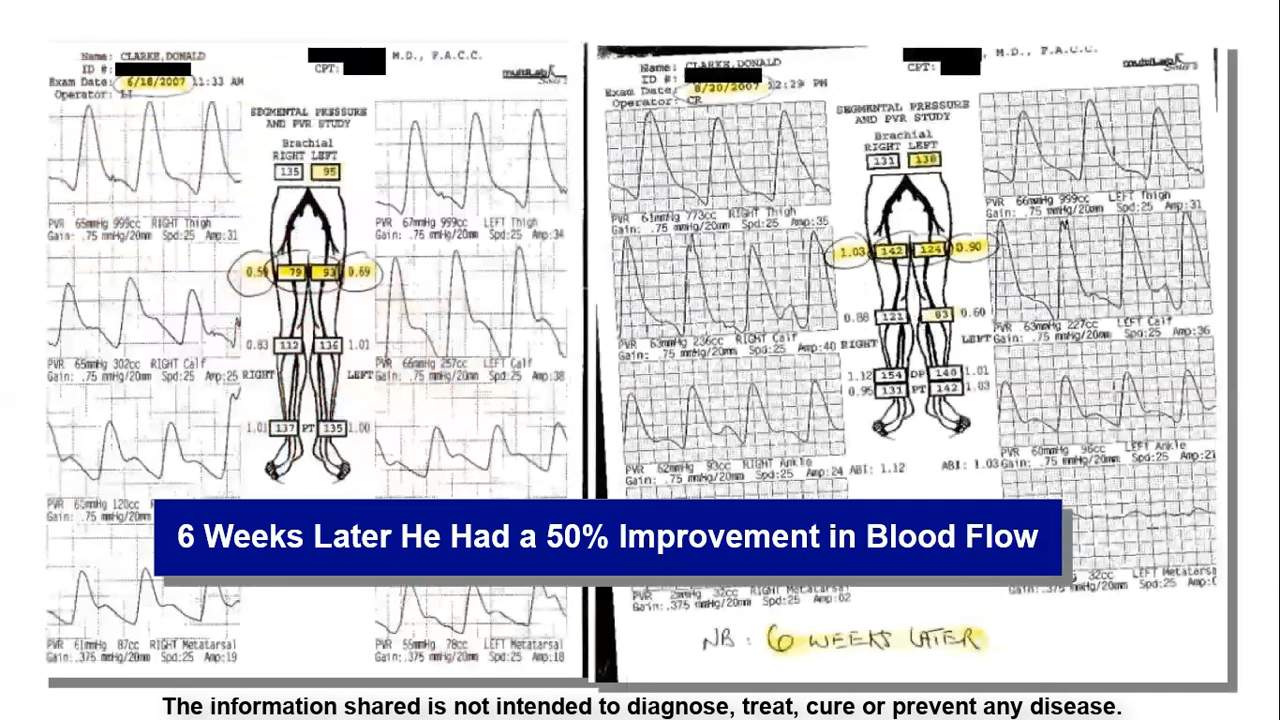 Name: CLARKE,DONALD
M.D., F.A.C.C.
ID #:
CPT:
Exam Date: 6/18/2007 11:33 AM
multiLab
Operator: LI
SEGMENTAL PRESSURE
AND PVR STUDY
Brachial
RIGHT LEFT
135 95
PVR 65mmHg 999cc RIGHT Thigh
Gain: .75 mmHg/20mm Spd:25 Amp:31
PVR 67mmHg 999cc LEFT Thigh
Gain: .75 mmHg/20mm Spd:25 Amp:34
79 93 0.69
0.83 112 136 1.01
PVR 65mmHg 302cc RIGHT Calf
Gain: .75 mmHg/20mm Spd:25 Amp:25
RIGHT LEFT
PVR 66mmHg 257cc LEFT Calf
Gain: .75 mmHg/20mm Spd:25 Amp:38
1.01 137 PT 135 1.00
PVR 65mmHg 120cc
Gain: .75 mmHg/20mm
PVR 61mmHg 87cc RIGHT Metatarsal
Gain: .375 mmHg/20mm Spd:25 Amp:19
PVR 55mmHg 78cc LEFT Metatarsal
Gain: .375 mmHg/20mm Spd:25 Amp:18
Name: CLARKE,DONALD
M.D., F.A.C.C.
ID #:
CPT:
Exam Date: 8/20/2007 12:29 PM
multiLab
Operator: CR
SEGMENTAL PRESSURE
AND PVR STUDY
Brachial
RIGHT LEFT
131 138
PVR 61mmHg 773cc RIGHT Thigh
Gain: .75 mmHg/20mm Spd:25 Amp:35
PVR 66mmHg 999cc LEFT Thigh
Gain: .75 mmHg/20mm Spd:25 Amp:31
1.03 142 124 0.90
0.88 121 83 0.60
PVR 63mmHg 236cc RIGHT Calf
Gain: .75 mmHg/20mm Spd:25 Amp:40
RIGHT LEFT
PVR 63mmHg 227cc LEFT Calf
Gain: .75 mmHg/20mm Spd:25 Amp:36
1.12 154 DP 140 1.01
0.95 131 PT 142 1.03
PVR 62mmHg 93cc RIGHT Ankle
Gain: .75 mmHg/20mm Spd:25 Amp:24
ABI: 1.12 ABI: 1.03
PVR 60mmHg 96cc LEFT Ankle
Gain: .75 mmHg/20mm Spd:25
6 Weeks Later He Had a 50% Improvement in Blood Flow
PVR 2mmHg 32cc RIGHT Metatarsal
Gain:.375 mmHg/20mm Spd:25 Amp:02
32cc LEFT Metatarsa
Gain:.375 mmHg/20mm Spd:25
NB: 6 WEEKS LATER
The information shared is not intended to diagnose, treat, cure or prevent any disease.